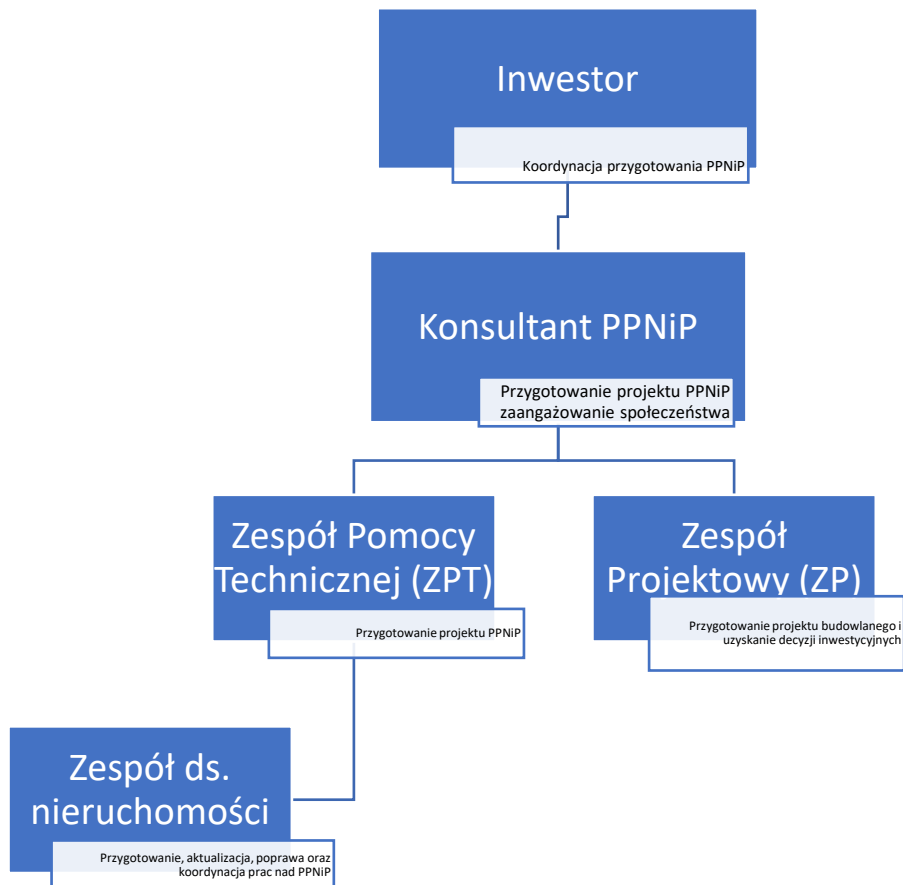 Inwestor
Koordynacja przygotowania PPNiP
Konsultant PPNiP
Przygotowanie projektu PPNiP
zaangażowanie społeczeństwa
Zespół Pomocy
Technicznej (ZPT)
Przygotowanie projektu PPNiP
Zespół
Projektowy (ZP)
Przygotowanie projektu budowlanego i
uzyskanie decyzji inwestycyjnych
Zespół ds.
nieruchomości
Przygotowanie, aktualizacja, poprawa oraz
koordynacja prac nad PPNiP